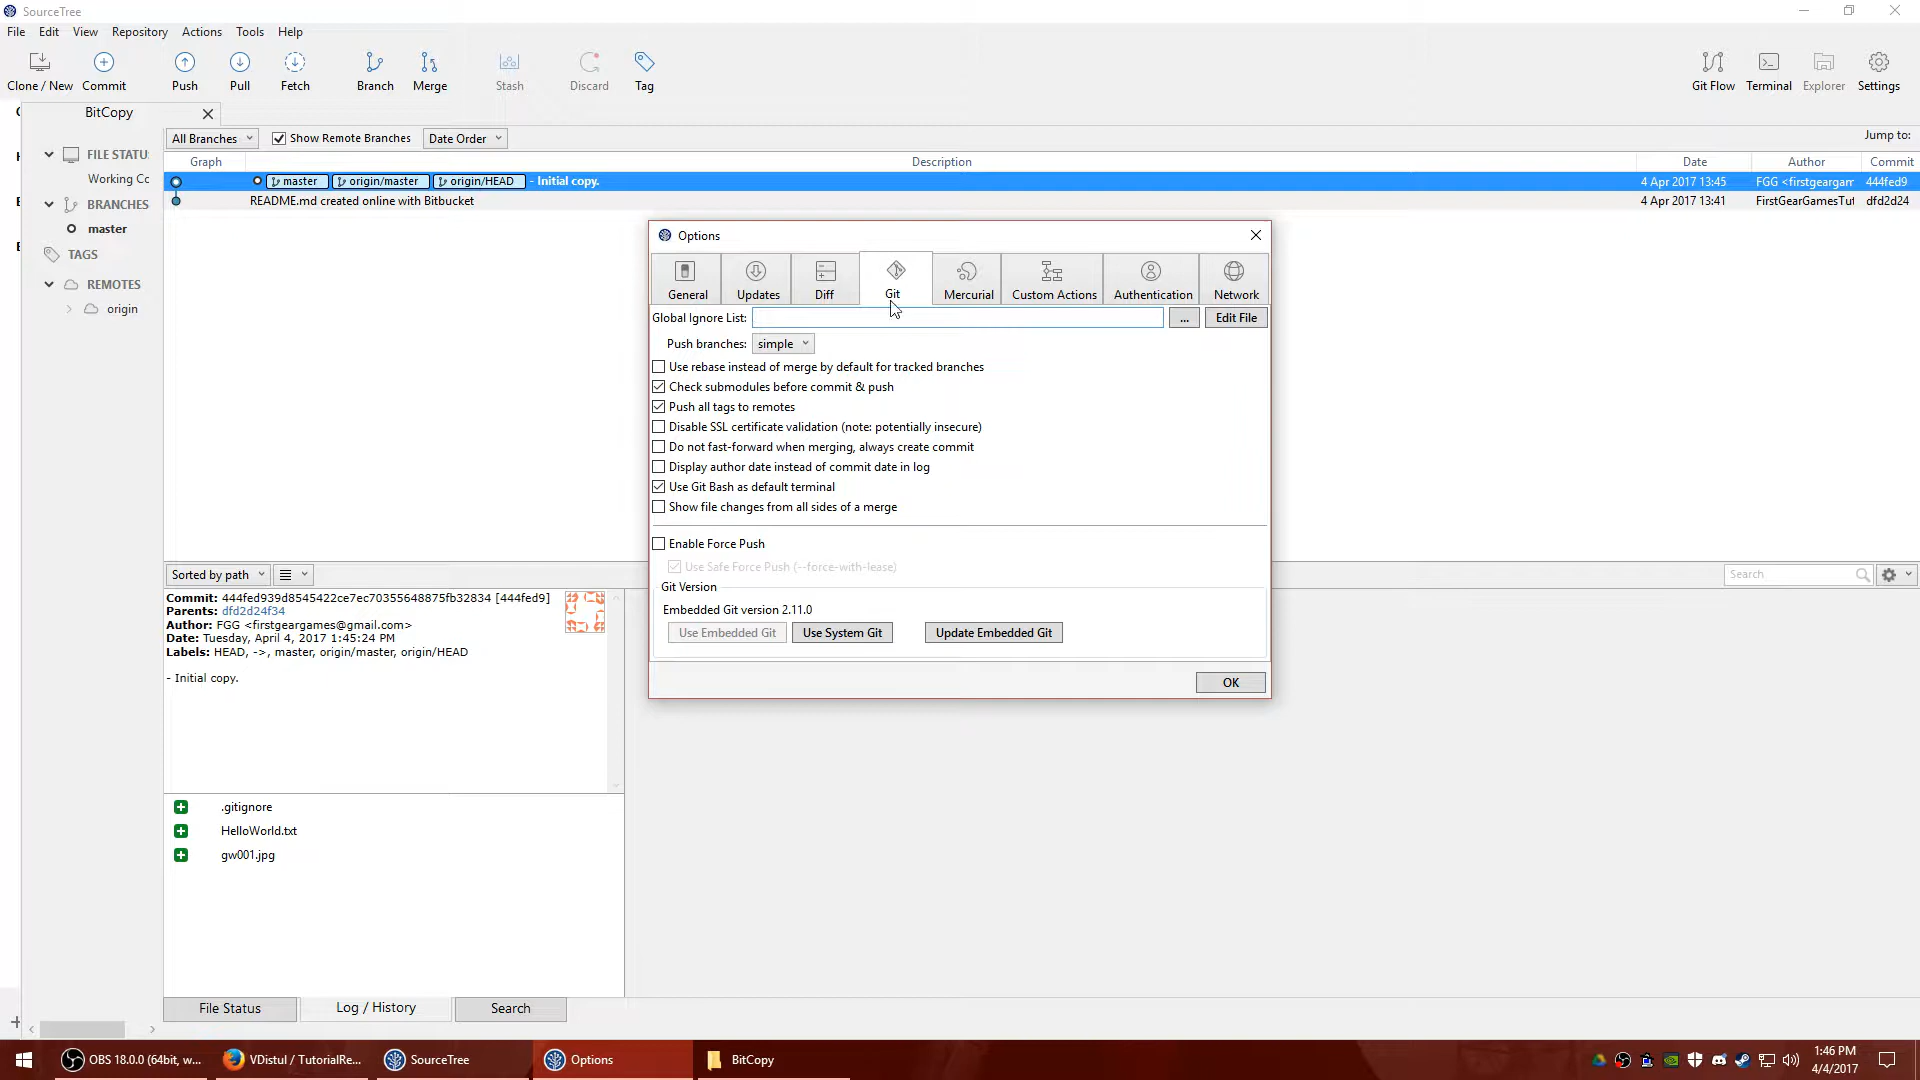 SourceTree
File Edit View Repository Actions Tools Help
Clone / New Commit Push Pull Fetch Branch Merge Stash Discard Tag Git Flow Terminal Explorer Settings
BitCopy
All Branches Show Remote Branches Date Order Jump to:
Graph Description Date Author Commit
master origin/master origin/HEAD - Initial copy. 4 Apr 2017 13:45 FGG <firstgeargam 444fed9
README.md created online with Bitbucket 4 Apr 2017 13:41 FirstGearGamesTut dfd2d24
FILE STATU
Working Co
BRANCHES
master
TAGS
REMOTES
origin
Options
General Updates Diff Git Mercurial Custom Actions Authentication Network
Global Ignore List: ... Edit File
Push branches: simple
Use rebase instead of merge by default for tracked branches
Check submodules before commit & push
Push all tags to remotes
Disable SSL certificate validation (note: potentially insecure)
Do not fast-forward when merging, always create commit
Display author date instead of commit date in log
Use Git Bash as default terminal
Show file changes from all sides of a merge
Enable Force Push
Use Safe Force Push (--force-with-lease)
Git Version
Embedded Git version 2.11.0
Use Embedded Git Use System Git Update Embedded Git
OK
Sorted by path Search
Commit: 444fed939d8545422ce7ec70355648875fb32834 [444fed9]
Parents: dfd2d24f34
Author: FGG <firstgeargames@gmail.com>
Date: Tuesday, April 4, 2017 1:45:24 PM
Labels: HEAD, ->, master, origin/master, origin/HEAD
- Initial copy.
.gitignore
HelloWorld.txt
gw001.jpg
File Status Log / History Search
OBS 18.0.0 (64bit, w... VDistul / TutorialRe... SourceTree Options BitCopy
1:46 PM
4/4/2017